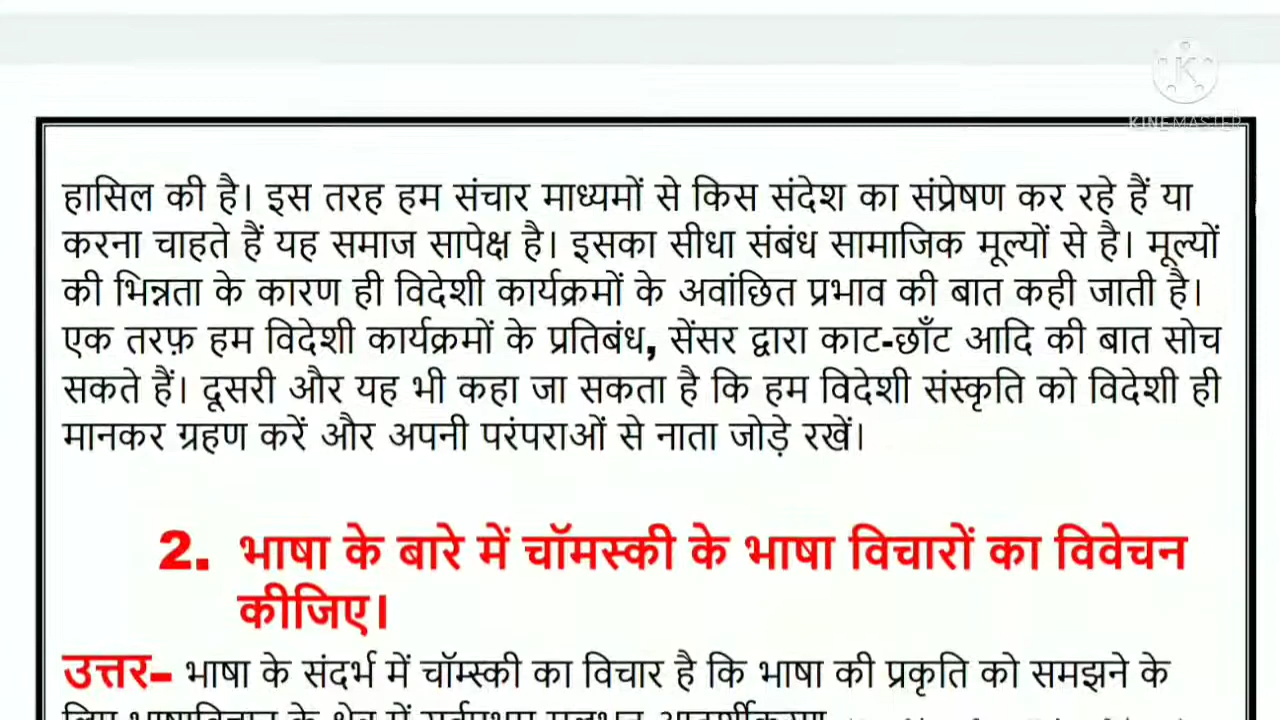 KINEMASTER
हासिल की है। इस तरह हम संचार माध्यमों से किस संदेश का संप्रेषण कर रहे हैं या
करना चाहते हैं यह समाज सापेक्ष है। इसका सीधा संबंध सामाजिक मूल्यों से है। मूल्यों
की भिन्नता के कारण ही विदेशी कार्यक्रमों के अवांछित प्रभाव की बात कही जाती है।
एक तरफ़ हम विदेशी कार्यक्रमों के प्रतिबंध, सेंसर द्वारा काट-छाँट आदि की बात सोच
सकते हैं। दूसरी और यह भी कहा जा सकता है कि हम विदेशी संस्कृति को विदेशी ही
मानकर ग्रहण करें और अपनी परंपराओं से नाता जोड़े रखें।
2. भाषा के बारे में चॉमस्की के भाषा विचारों का विवेचन
कीजिए।
उत्तर– भाषा के संदर्भ में चॉम्स्की का विचार है कि भाषा की प्रकृति को समझने के